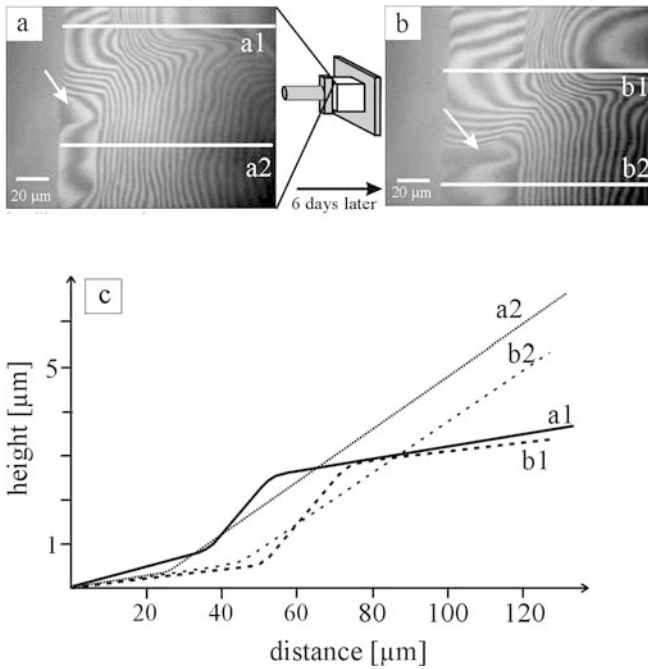 a
a1
a2
20 µm
6 days later
b
b1
b2
20 µm
c
height [µm]
5
1
a2
b2
a1
b1
20 40 60 80 100 120
distance [µm]